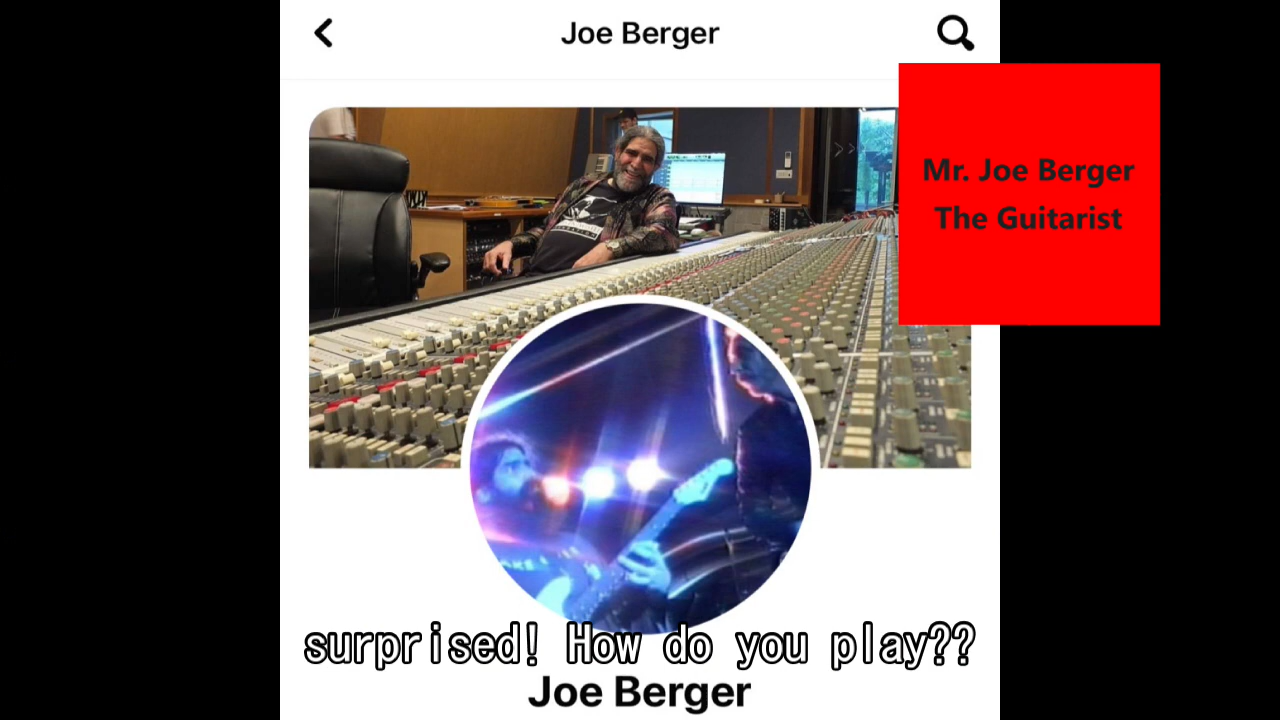 Joe Berger
Mr. Joe Berger
The Guitarist
surprised! How do you play??
Joe Berger